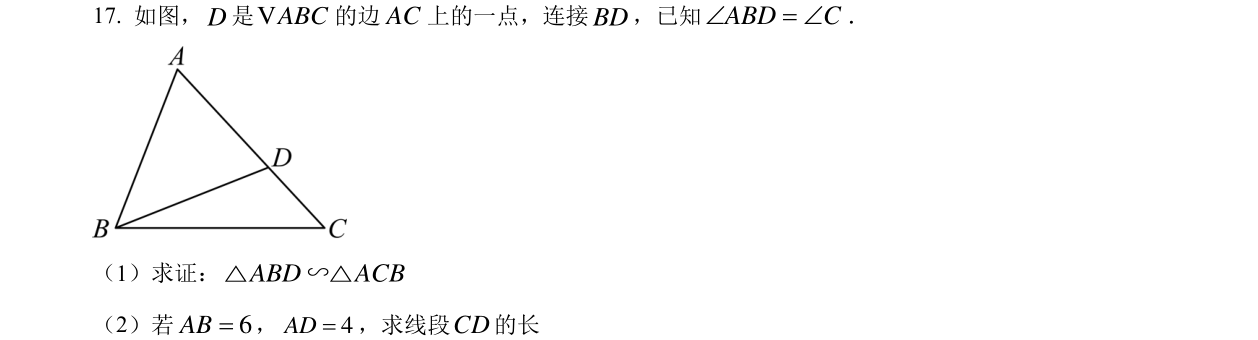 17. 如图，D是VABC的边AC上的一点，连接BD，已知∠ABD=∠C．
A
D
B
C
（1）求证：△ABD∽△ACB
（2）若AB=6，AD=4，求线段CD的长